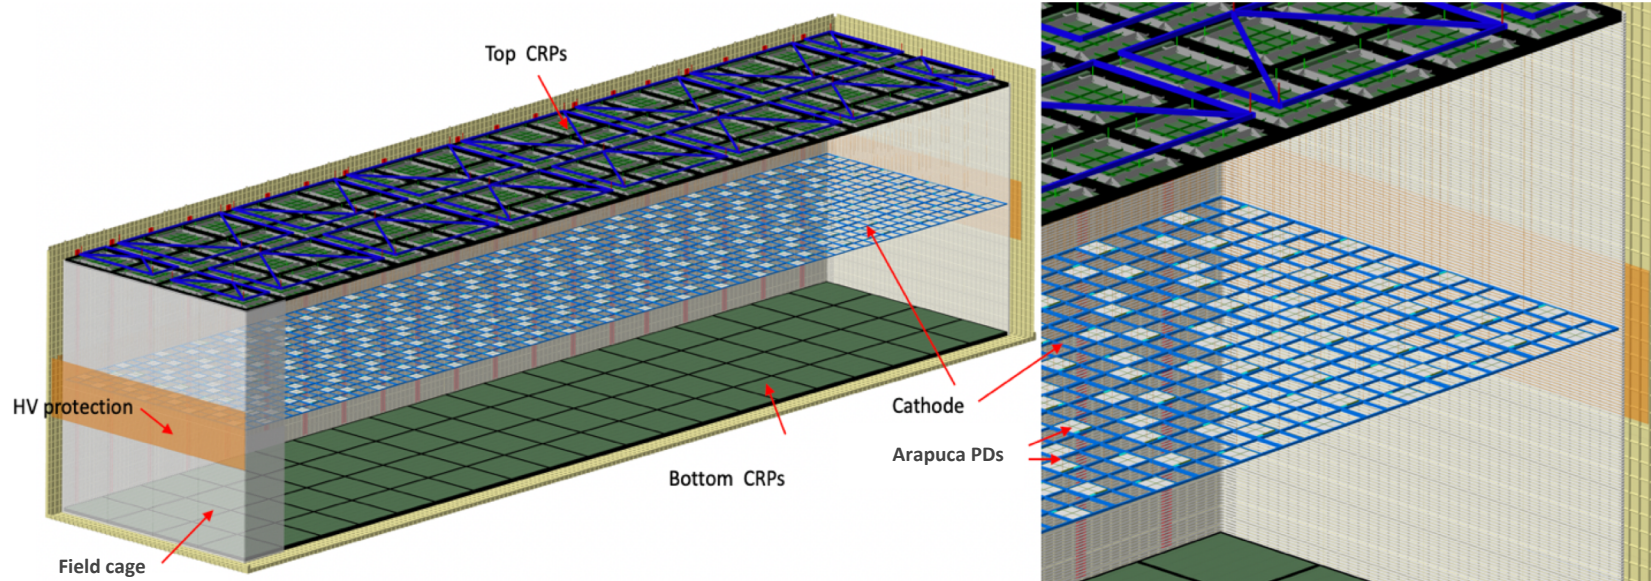 Top CRPs
HV protection
Cathode
Arapuca PDs
Bottom CRPs
Field cage